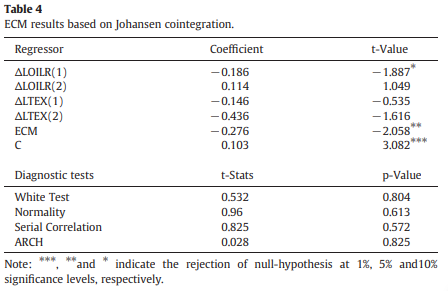 Table 4
ECM results based on Johansen cointegration.
Regressor Coefficient t-Value
ΔLOILR(1) −0.186 −1.887*
ΔLOILR(2) 0.114 1.049
ΔLTEX(1) −0.146 −0.535
ΔLTEX(2) −0.436 −1.616
ECM −0.276 −2.058**
C 0.103 3.082***
Diagnostic tests t-Stats p-Value
White Test 0.532 0.804
Normality 0.96 0.613
Serial Correlation 0.825 0.572
ARCH 0.028 0.825
Note: ***, **and * indicate the rejection of null-hypothesis at 1%, 5% and10%
significance levels, respectively.